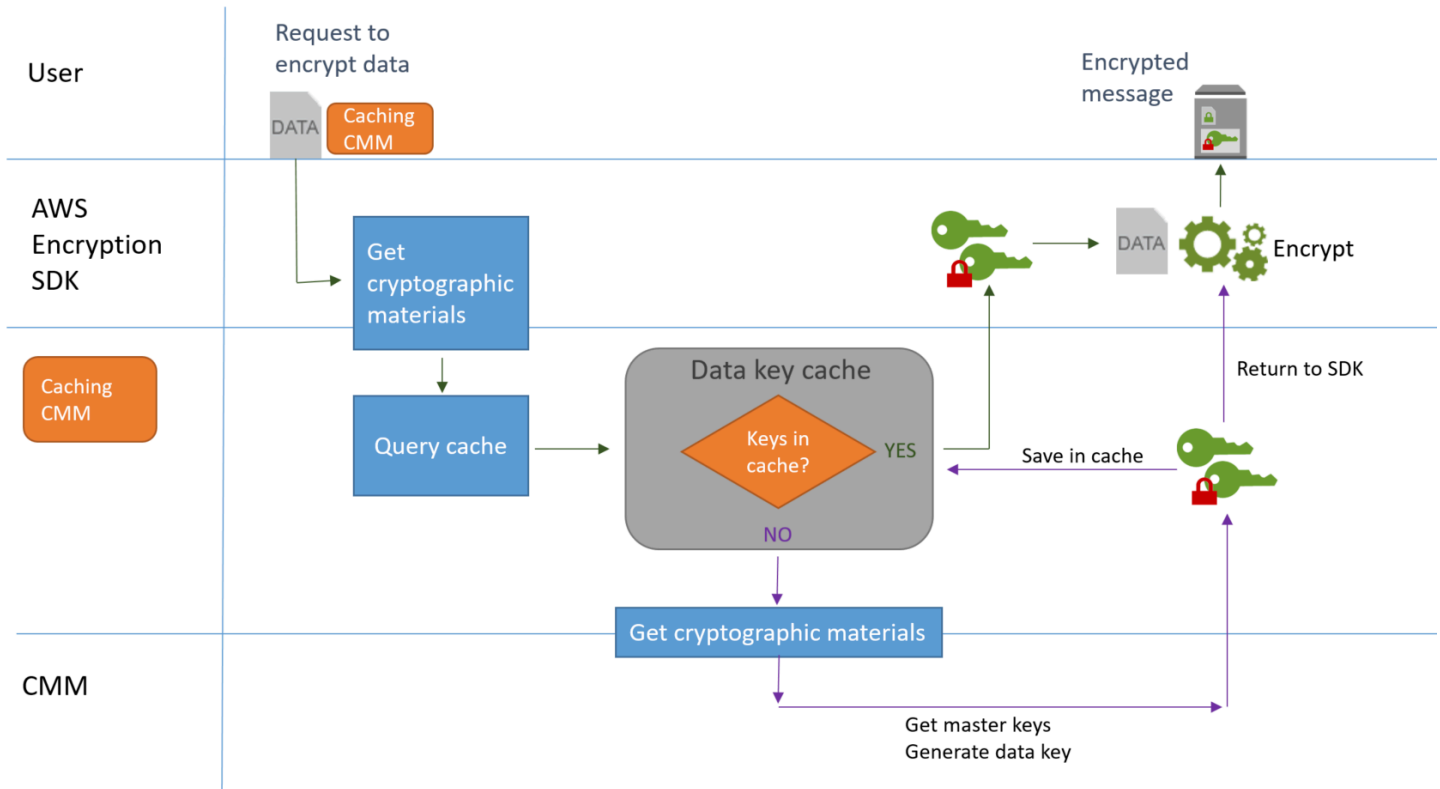 User
Request to
encrypt data
DATA
Caching
CMM
Encrypted
message
AWS
Encryption
SDK
Get
cryptographic
materials
DATA
Encrypt
Caching
CMM
Query cache
Data key cache
Keys in
cache?
YES
NO
Save in cache
Return to SDK
Get cryptographic materials
CMM
Get master keys
Generate data key